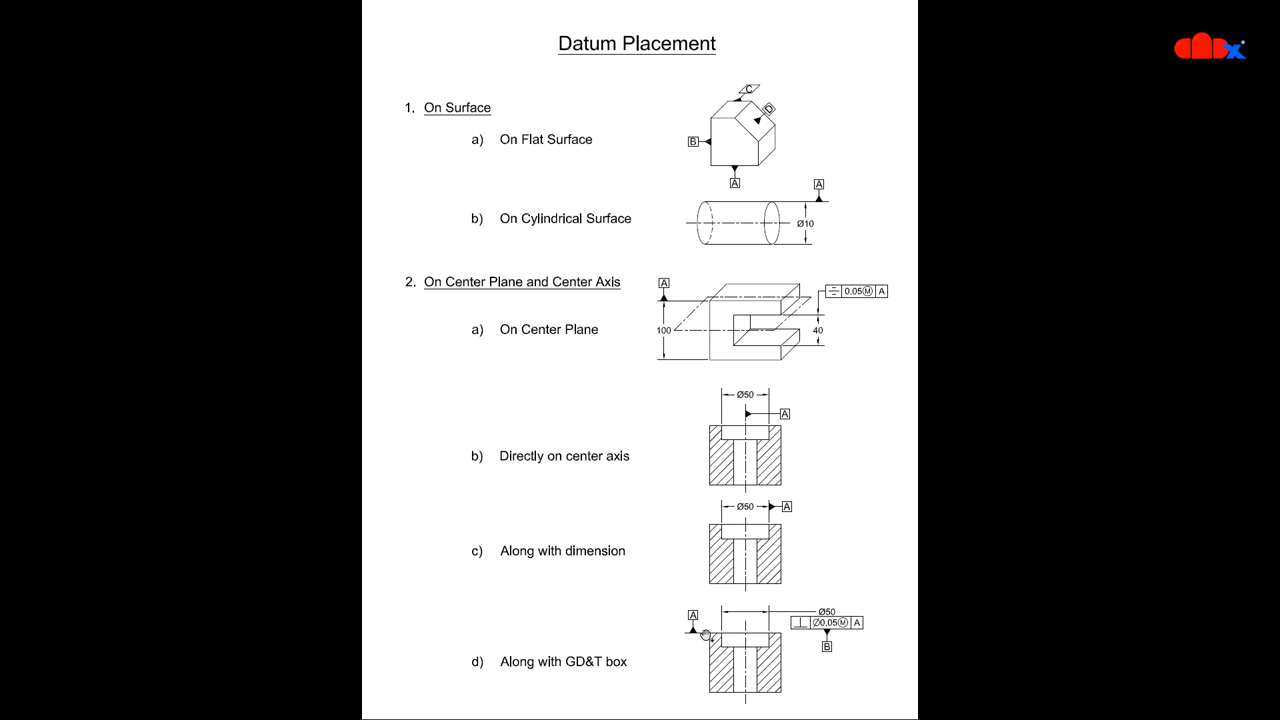 Datum Placement
C
D
1. On Surface
a) On Flat Surface
B
A
A
b) On Cylindrical Surface
Ø10
2. On Center Plane and Center Axis
A
⌯ 0.05Ⓜ A
a) On Center Plane
100
40
Ø50
A
b) Directly on center axis
Ø50
A
c) Along with dimension
Ø50
A
⟂ Ø0.05Ⓜ A
B
d) Along with GD&T box